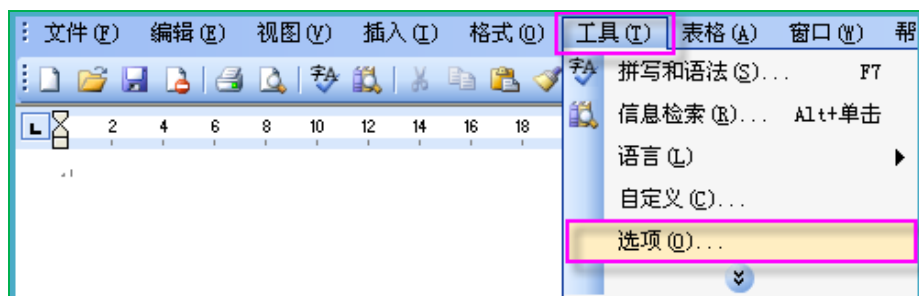 文件(F) 编辑(E) 视图(V) 插入(I) 格式(O) 工具(T) 表格(A) 窗口(W) 帮
拼写和语法(S)... F7
信息检索(R)... Alt+单击
2 4 6 8 10 12 14 16 18
语言(L)
自定义(C)...
选项(O)...